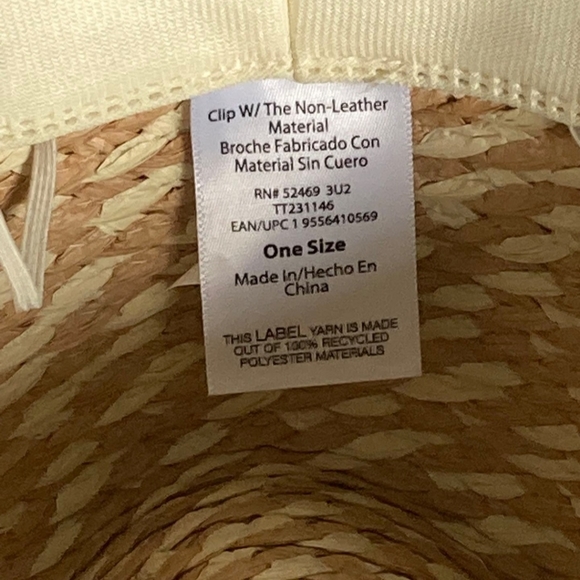 Clip W/ The Non-Leather
Material
Broche Fabricado Con
Material Sin Cuero
RN# 52469 3U2
TT231146
EAN/UPC 1 9556410569
One Size
Made In/Hecho En
China
THIS LABEL YARN IS MADE
OUT OF 100% RECYCLED
POLYESTER MATERIALS